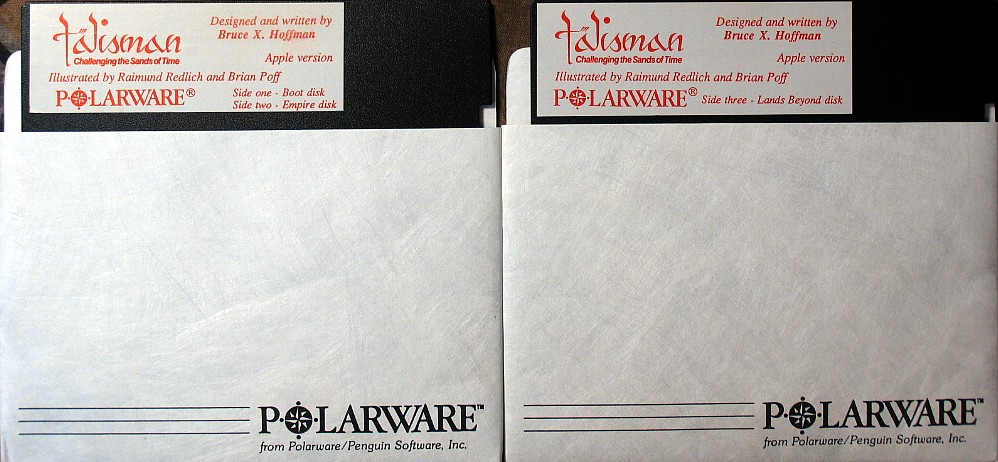 talisman
Challenging the Sands of Time
Designed and written by
Bruce X. Hoffman
Apple version
Illustrated by Raimund Redlich and Brian Poff
POLARWARE®
Side one - Boot disk
Side two - Empire disk
POLARWARE™
from Polarware/Penguin Software, Inc.
talisman
Challenging the Sands of Time
Designed and written by
Bruce X. Hoffman
Apple version
Illustrated by Raimund Redlich and Brian Poff
POLARWARE® Side three - Lands Beyond disk
POLARWARE™
from Polarware/Penguin Software, Inc.